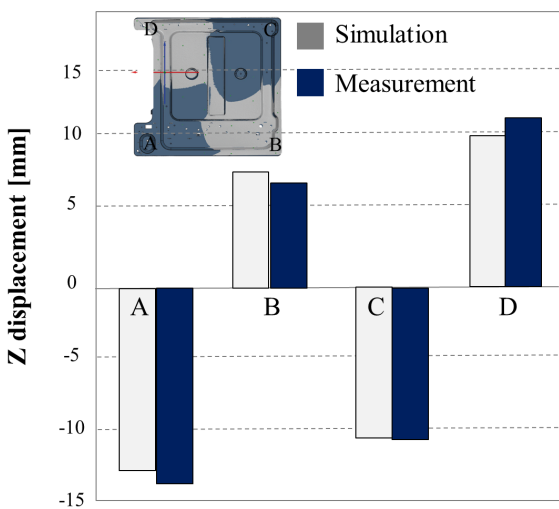 D
C
A
B
Simulation
Measurement
Z displacement [mm]
15
10
5
0
-5
-10
-15
A
B
C
D